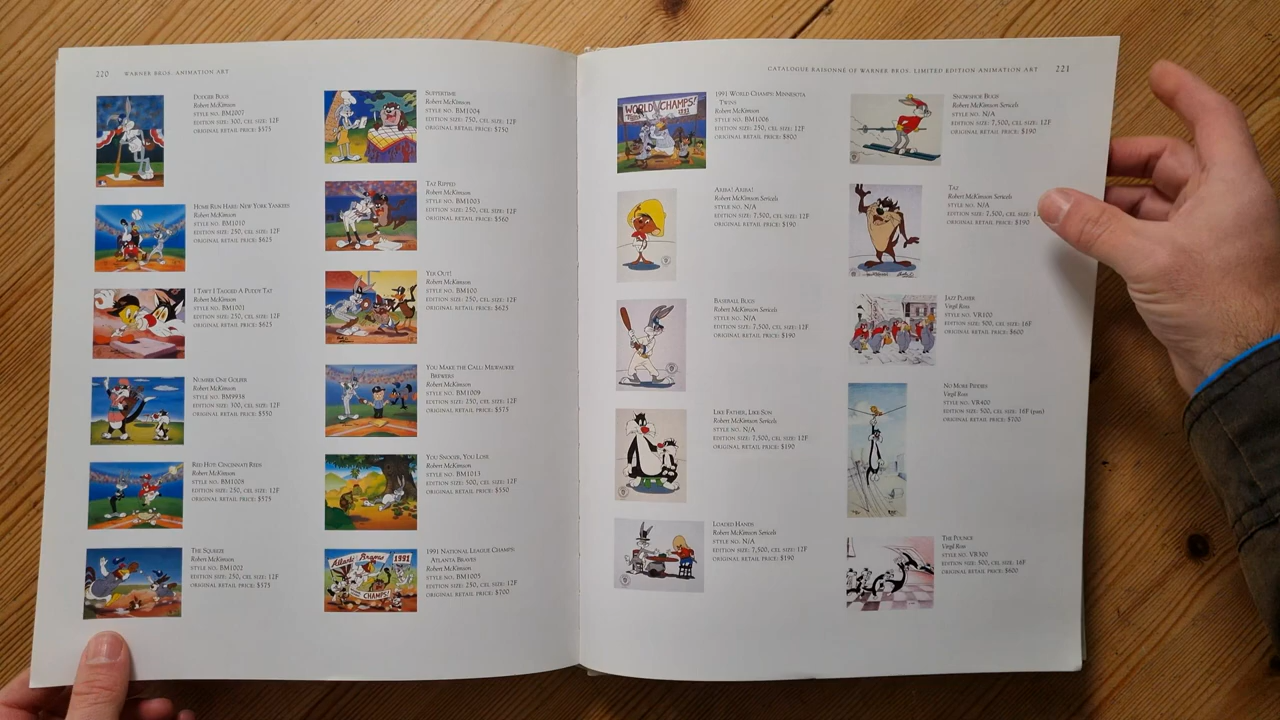 220 WARNER BROS. ANIMATION ART
DODGER BUGS
Robert McKimson
STYLE NO. BM2007
EDITION SIZE: 300, CEL SIZE: 12F
ORIGINAL RETAIL PRICE: $575
HOME RUN HARE: NEW YORK YANKEES
Robert McKimson
STYLE NO. BM1010
EDITION SIZE: 250, CEL SIZE: 12F
ORIGINAL RETAIL PRICE: $625
I TAWT I TAGGED A PUDDY TAT
Robert McKimson
STYLE NO. BM1001
EDITION SIZE: 250, CEL SIZE: 12F
ORIGINAL RETAIL PRICE: $625
NUMBER ONE GOLFER
Robert McKimson
STYLE NO. BM9938
EDITION SIZE: 300, CEL SIZE: 12F
ORIGINAL RETAIL PRICE: $550
RED HOT: CINCINNATI REDS
Robert McKimson
STYLE NO. BM1008
EDITION SIZE: 250, CEL SIZE: 12F
ORIGINAL RETAIL PRICE: $575
THE SQUEEZE
Robert McKimson
STYLE NO. BM1002
EDITION SIZE: 250, CEL SIZE: 12F
ORIGINAL RETAIL PRICE: $575
SUPPERTIME
Robert McKimson
STYLE NO. BM1004
EDITION SIZE: 750, CEL SIZE: 12F
ORIGINAL RETAIL PRICE: $750
TAZ RIPPED
Robert McKimson
STYLE NO. BM1003
EDITION SIZE: 250, CEL SIZE: 12F
ORIGINAL RETAIL PRICE: $560
YER OUT!
Robert McKimson
STYLE NO. BM100
EDITION SIZE: 250, CEL SIZE: 12F
ORIGINAL RETAIL PRICE: $625
YOU MAKE THE CALL: MILWAUKEE
BREWERS
Robert McKimson
STYLE NO. BM1009
EDITION SIZE: 250, CEL SIZE: 12F
ORIGINAL RETAIL PRICE: $575
YOU SNOOZE, YOU LOSE
Robert McKimson
STYLE NO. BM1013
EDITION SIZE: 500, CEL SIZE: 12F
ORIGINAL RETAIL PRICE: $550
Atlanta Braves 1991
CHAMPS!
1991 NATIONAL LEAGUE CHAMPS:
ATLANTA BRAVES
Robert McKimson
STYLE NO. BM1005
EDITION SIZE: 250, CEL SIZE: 12F
ORIGINAL RETAIL PRICE: $700
CATALOGUE RAISONNÉ OF WARNER BROS. LIMITED EDITION ANIMATION ART 221
WORLD CHAMPS!
1991 WORLD CHAMPS: MINNESOTA
TWINS
Robert McKimson
STYLE NO. BM1006
EDITION SIZE: 250, CEL SIZE: 12F
ORIGINAL RETAIL PRICE: $800
ARIBA! ARIBA!
Robert McKimson Sericels
STYLE NO. N/A
EDITION SIZE: 7,500, CEL SIZE: 12F
ORIGINAL RETAIL PRICE: $190
BASEBALL BUGS
Robert McKimson Sericels
STYLE NO. N/A
EDITION SIZE: 7,500, CEL SIZE: 12F
ORIGINAL RETAIL PRICE: $190
LIKE FATHER, LIKE SON
Robert McKimson Sericels
STYLE NO. N/A
EDITION SIZE: 7,500, CEL SIZE: 12F
ORIGINAL RETAIL PRICE: $190
LOADED HANDS
Robert McKimson Sericels
STYLE NO. N/A
EDITION SIZE: 7,500, CEL SIZE: 12F
ORIGINAL RETAIL PRICE: $190
SNOWSHOE BUGS
Robert McKimson Sericels
STYLE NO. N/A
EDITION SIZE: 7,500, CEL SIZE: 12F
ORIGINAL RETAIL PRICE: $190
TAZ
Robert McKimson Sericels
STYLE NO. N/A
EDITION SIZE: 7,500, CEL SIZE: 1
ORIGINAL RETAIL PRICE: $190
JAZZ PLAYER
Virgil Ross
STYLE NO. VR100
EDITION SIZE: 500, CEL SIZE: 16F
ORIGINAL RETAIL PRICE: $600
NO MORE PIDDIES
Virgil Ross
STYLE NO. VR400
EDITION SIZE: 500, CEL SIZE: 16F (pan)
ORIGINAL RETAIL PRICE: $700
THE POUNCE
Virgil Ross
STYLE NO. VR300
EDITION SIZE: 500, CEL SIZE: 16F
ORIGINAL RETAIL PRICE: $600